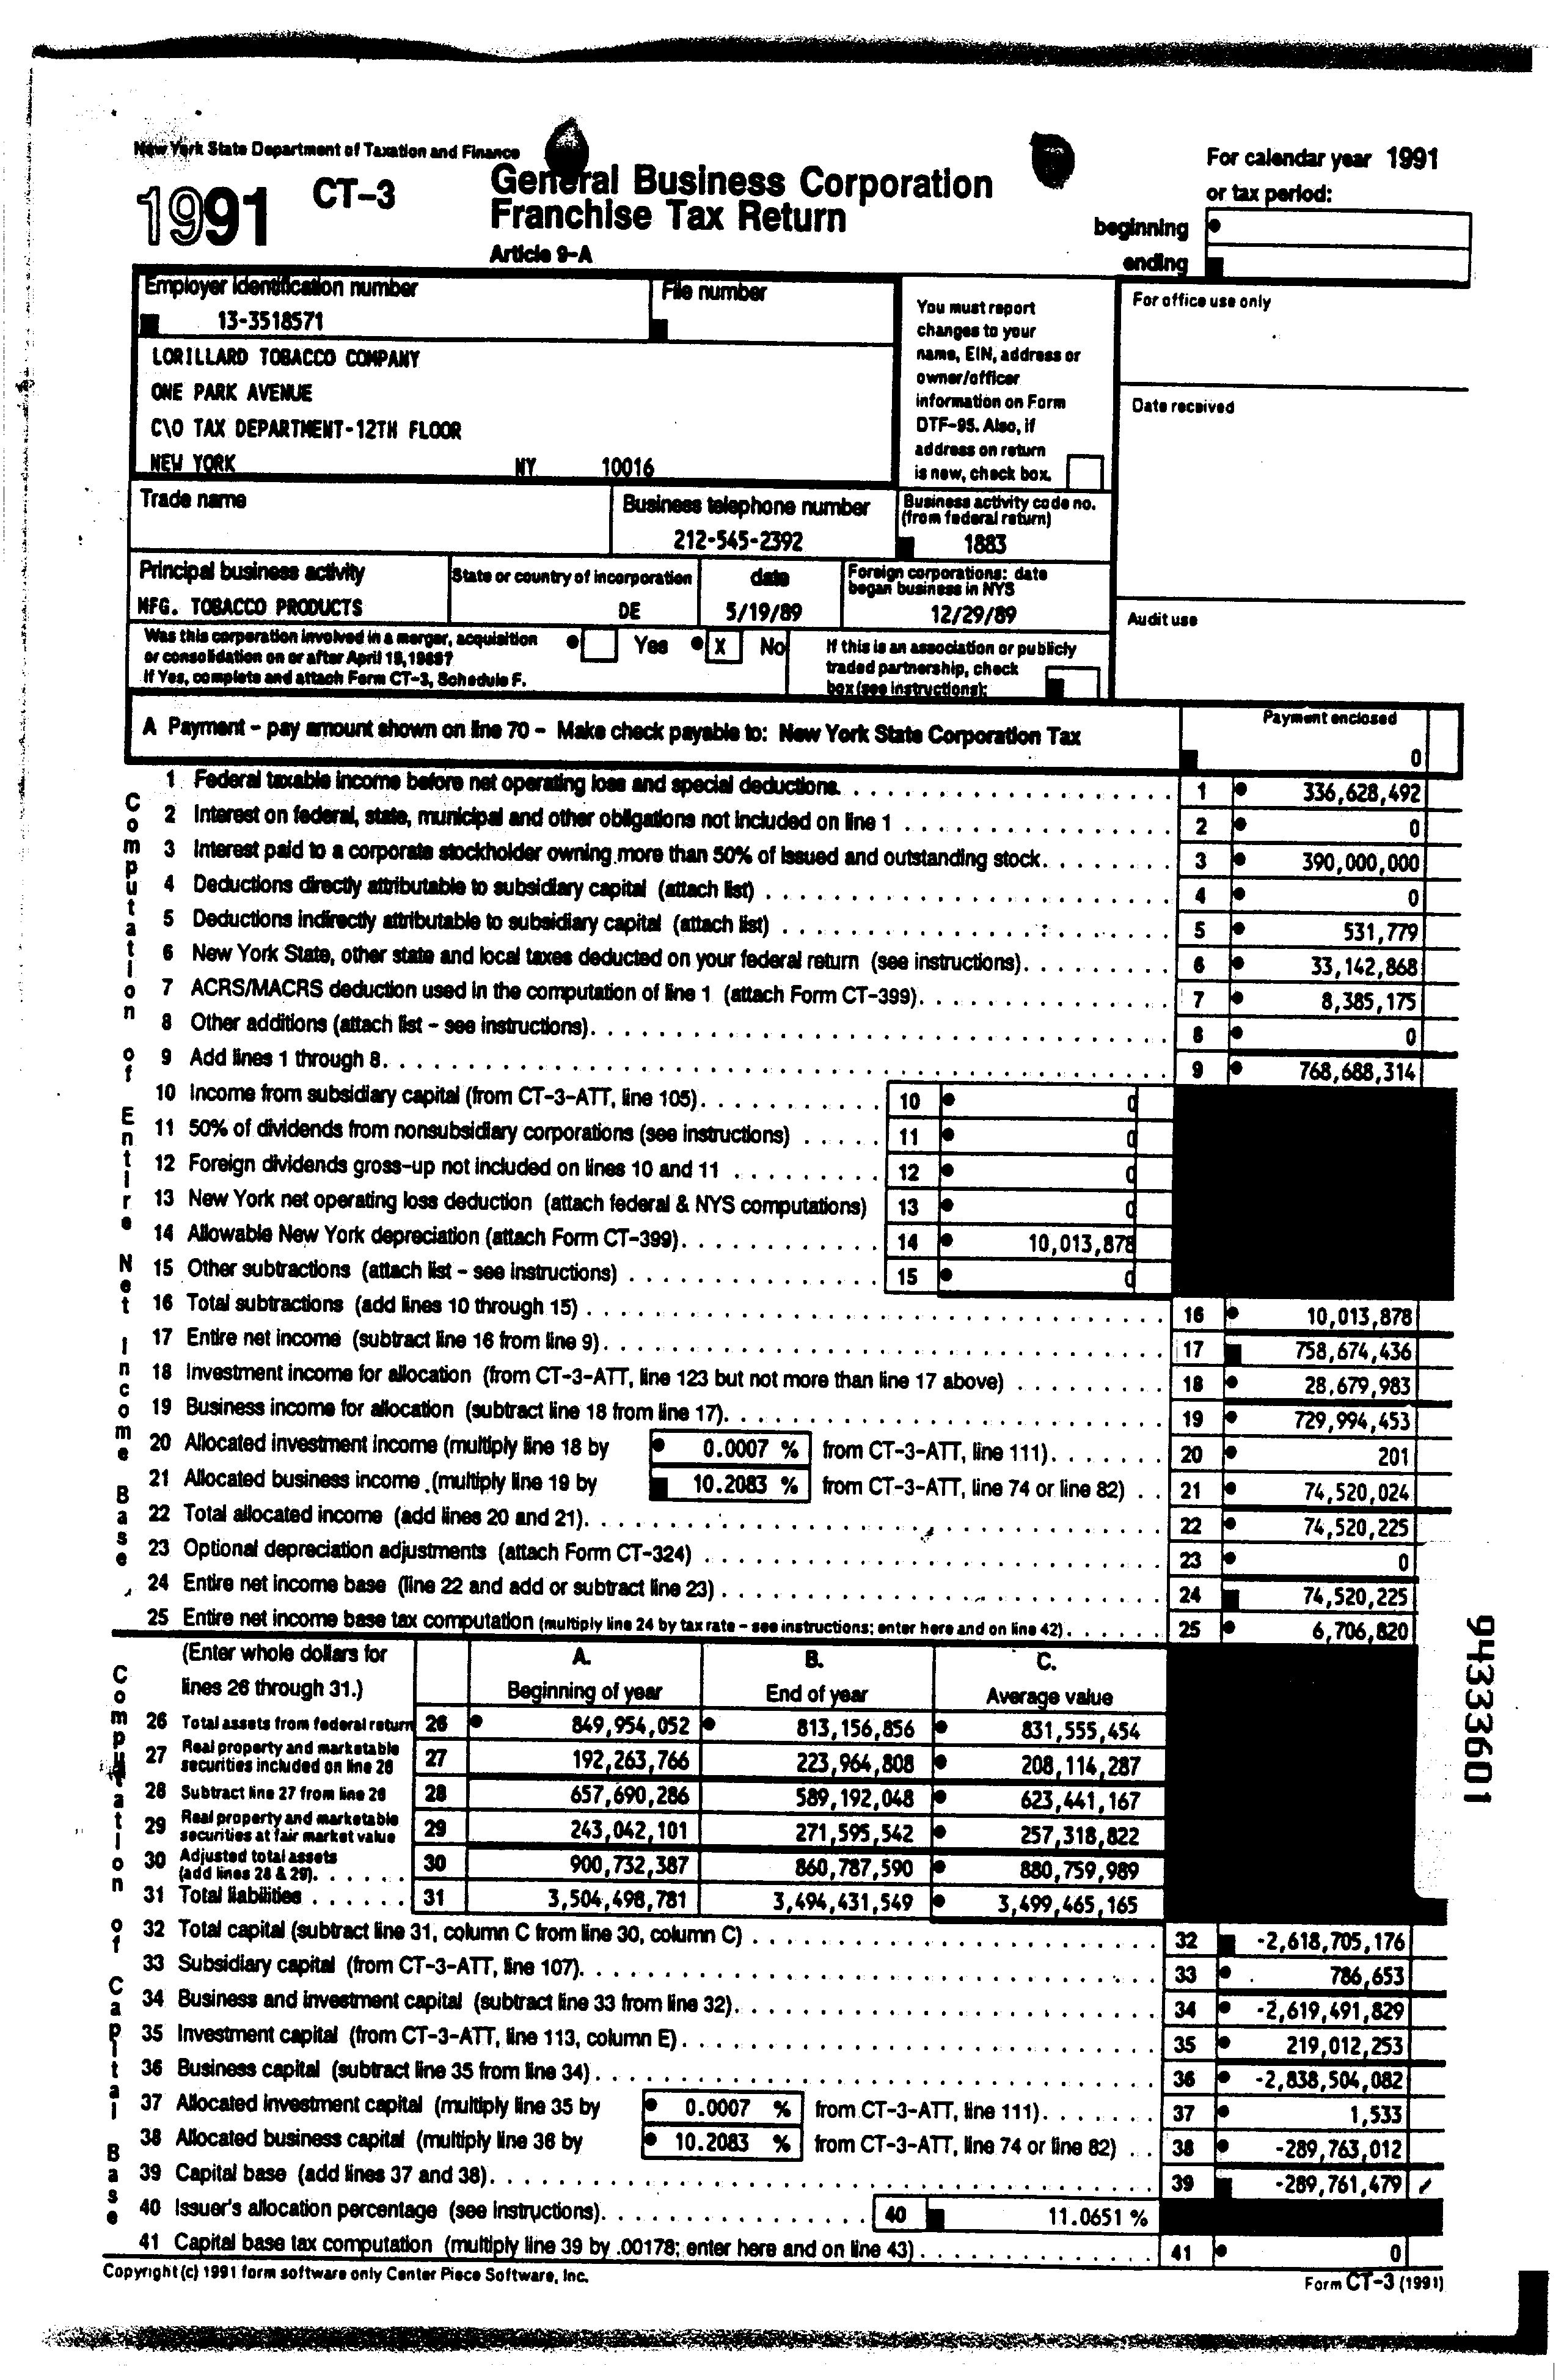 New York State Department of Taxation and Finance
1991 CT-3 General Business Corporation
Franchise Tax Return
Article 9-A
For calendar year 1991
or tax period:
beginning
ending
Employer identification number
13-3518571
File number
LORILLARD TOBACCO COMPANY
ONE PARK AVENUE
C\O TAX DEPARTMENT-12TH FLOOR
NEW YORK NY 10016
You must report
changes to your
name, EIN, address or
owner/officer
information on Form
DTF-95. Also, if
address on return
is new, check box.
For office use only
Date received
Trade name
Business telephone number
212-545-2392
Business activity code no.
(from federal return)
1883
Principal business activity
MFG. TOBACCO PRODUCTS
State or country of incorporation
DE
date
5/19/89
Foreign corporations: date
began business in NYS
12/29/89
Audit use
Was this corporation involved in a merger, acquisition
or consolidation on or after April 19, 1989?
If Yes, complete and attach Form CT-3, Schedule F.
Yes X No
If this is an association or publicly
traded partnership, check
box (see instructions):
A Payment - pay amount shown on line 70 - Make check payable to: New York State Corporation Tax
Payment enclosed
0
Computation of Entire Net Income Base
1 Federal taxable income before net operating loss and special deductions. 1 336,628,492
2 Interest on federal, state, municipal and other obligations not included on line 1 2 0
3 Interest paid to a corporate stockholder owning more than 50% of issued and outstanding stock. 3 390,000,000
4 Deductions directly attributable to subsidiary capital (attach list) 4 0
5 Deductions indirectly attributable to subsidiary capital (attach list) 5 531,779
6 New York State, other state and local taxes deducted on your federal return (see instructions). 6 33,142,868
7 ACRS/MACRS deduction used in the computation of line 1 (attach Form CT-399). 7 8,385,175
8 Other additions (attach list - see instructions). 8 0
9 Add lines 1 through 8. 9 768,688,314
10 Income from subsidiary capital (from CT-3-ATT, line 105). 10 0
11 50% of dividends from nonsubsidiary corporations (see instructions) 11 0
12 Foreign dividends gross-up not included on lines 10 and 11 12 0
13 New York net operating loss deduction (attach federal & NYS computations) 13 0
14 Allowable New York depreciation (attach Form CT-399). 14 10,013,878
15 Other subtractions (attach list - see instructions) 15 0
16 Total subtractions (add lines 10 through 15) 16 10,013,878
17 Entire net income (subtract line 16 from line 9). 17 758,674,436
18 Investment income for allocation (from CT-3-ATT, line 123 but not more than line 17 above) 18 28,679,983
19 Business income for allocation (subtract line 18 from line 17). 19 729,994,453
20 Allocated investment income (multiply line 18 by 0.0007 % from CT-3-ATT, line 111). 20 201
21 Allocated business income (multiply line 19 by 10.2083 % from CT-3-ATT, line 74 or line 82) 21 74,520,024
22 Total allocated income (add lines 20 and 21). 22 74,520,225
23 Optional depreciation adjustments (attach Form CT-324) 23 0
24 Entire net income base (line 22 and add or subtract line 23) 24 74,520,225
25 Entire net income base tax computation (multiply line 24 by tax rate - see instructions; enter here and on line 42). 25 6,706,820
Computation of Capital Base
(Enter whole dollars for
lines 26 through 31.)
A. Beginning of year
B. End of year
C. Average value
26 Total assets from federal return 26 849,954,052 813,156,856 831,555,454
27 Real property and marketable
securities included on line 26 27 192,263,766 223,964,808 208,114,287
28 Subtract line 27 from line 26 28 657,690,286 589,192,048 623,441,167
29 Real property and marketable
securities at fair market value 29 243,042,101 271,595,542 257,318,822
30 Adjusted total assets
(add lines 28 & 29). 30 900,732,387 860,787,590 880,759,989
31 Total liabilities 31 3,504,498,781 3,494,431,549 3,499,465,165
32 Total capital (subtract line 31, column C from line 30, column C) 32 -2,618,705,176
33 Subsidiary capital (from CT-3-ATT, line 107). 33 786,653
34 Business and investment capital (subtract line 33 from line 32). 34 -2,619,491,829
35 Investment capital (from CT-3-ATT, line 113, column E) 35 219,012,253
36 Business capital (subtract line 35 from line 34) 36 -2,838,504,082
37 Allocated investment capital (multiply line 35 by 0.0007 % from CT-3-ATT, line 111). 37 1,533
38 Allocated business capital (multiply line 36 by 10.2083 % from CT-3-ATT, line 74 or line 82) 38 -289,763,012
39 Capital base (add lines 37 and 38). 39 -289,761,479
40 Issuer's allocation percentage (see instructions). 40 11.0651 %
41 Capital base tax computation (multiply line 39 by .00178; enter here and on line 43) 41 0
Copyright (c) 1991 form software only Center Piece Software, Inc.
Form CT-3 (1991)
94333601